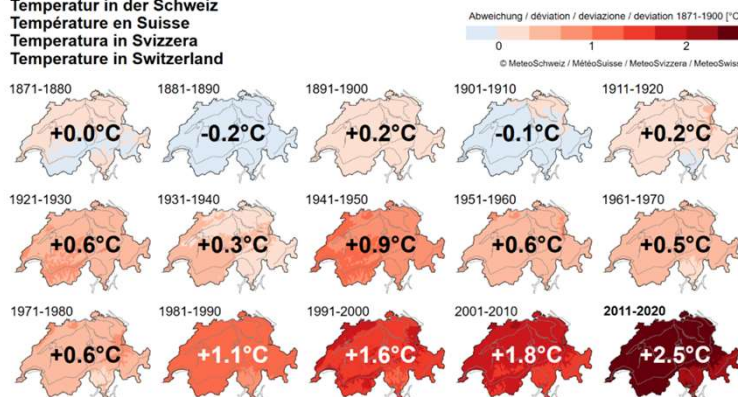 Temperatur in der Schweiz
Température en Suisse
Temperatura in Svizzera
Temperature in Switzerland
Abweichung / déviation / deviazione / deviation 1871-1900 [°C
0 1 2
© MeteoSchweiz / MétéoSuisse / MeteoSvizzera / MeteoSwiss
1871-1880 1881-1890 1891-1900 1901-1910 1911-1920
+0.0°C -0.2°C +0.2°C -0.1°C +0.2°C
1921-1930 1931-1940 1941-1950 1951-1960 1961-1970
+0.6°C +0.3°C +0.9°C +0.6°C +0.5°C
1971-1980 1981-1990 1991-2000 2001-2010 2011-2020
+0.6°C +1.1°C +1.6°C +1.8°C +2.5°C